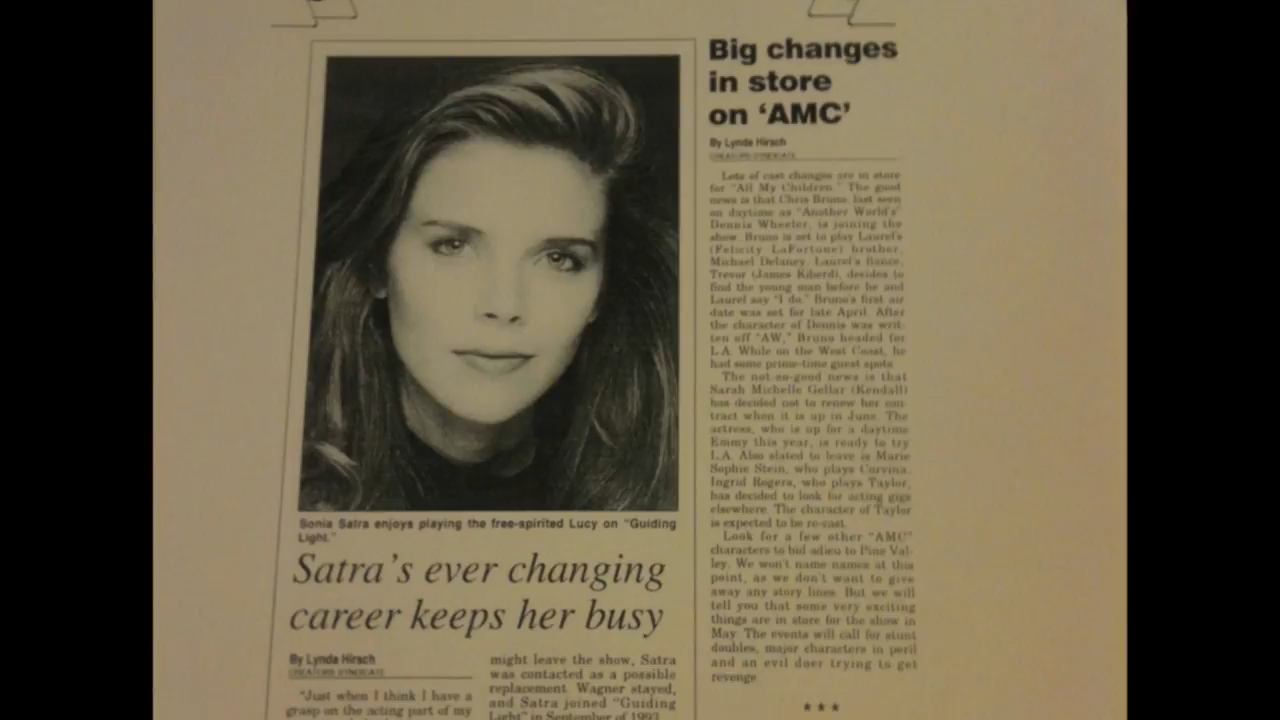 Sonia Satra enjoys playing the free-spirited Lucy on "Guiding
Light."
Satra's ever changing
career keeps her busy
By Lynda Hirsch
CREATORS SYNDICATE
"Just when I think I have a
grasp on the acting part of my
might leave the show, Satra
was contacted as a possible
replacement. Wagner stayed,
and Satra joined "Guiding
Light" in September of 1993.
Big changes
in store
on 'AMC'
By Lynda Hirsch
CREATORS SYNDICATE
Lots of cast changes are in store
for "All My Children." The good
news is that Chris Bruno, last seen
on daytime as "Another World's"
Dennis Wheeler, is joining the
show. Bruno is set to play Laurel's
(Felicity LaFortune) brother,
Michael Delaney. Laurel's fiance,
Trevor (James Kiberd), decides to
find the young man before he and
Laurel say "I do." Bruno's first air
date was set for late April. After
the character of Dennis was writ-
ten off "AW," Bruno headed for
L.A. While on the West Coast, he
had some prime-time guest spots.
The not-so-good news is that
Sarah Michelle Gellar (Kendall)
has decided not to renew her con-
tract when it is up in June. The
actress, who is up for a daytime
Emmy this year, is ready to try
L.A. Also slated to leave is Marie
Sophie Stein, who plays Corvina.
Ingrid Rogers, who plays Taylor,
has decided to look for acting gigs
elsewhere. The character of Taylor
is expected to be re-cast.
Look for a few other "AMC"
characters to bid adieu to Pine Val-
ley. We won't name names at this
point, as we don't want to give
away any story lines. But we will
tell you that some very exciting
things are in store for the show in
May. The events will call for stunt
doubles, major characters in peril
and an evil doer trying to get
revenge.
* * *